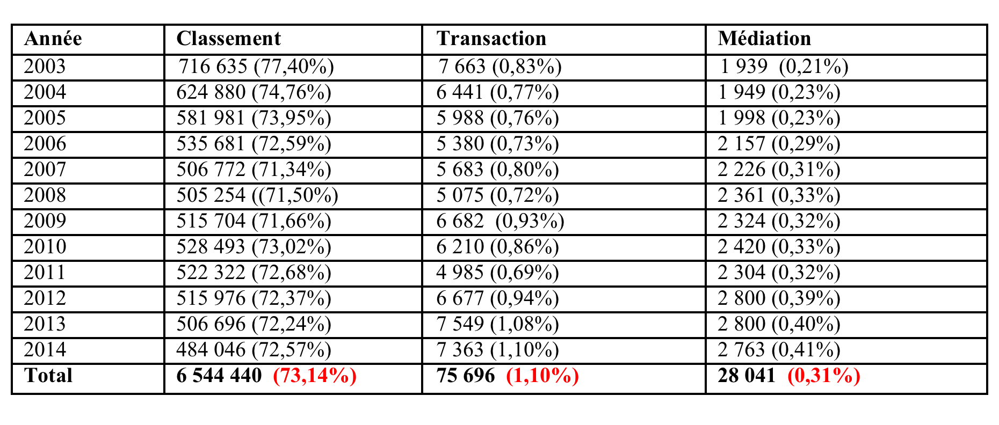 Année Classement Transaction Médiation
2003 716 635 (77,40%) 7 663 (0,83%) 1 939  (0,21%)
2004 624 880 (74,76%) 6 441 (0,77%) 1 949 (0,23%)
2005 581 981 (73,95%) 5 988 (0,76%) 1 998 (0,23%)
2006 535 681 (72,59%) 5 380 (0,73%) 2 157 (0,29%)
2007 506 772 (71,34%) 5 683 (0,80%) 2 226 (0,31%)
2008 505 254 ((71,50%) 5 075 (0,72%) 2 361 (0,33%)
2009 515 704 (71,66%) 6 682  (0,93%) 2 324 (0,32%)
2010 528 493 (73,02%) 6 210 (0,86%) 2 420 (0,33%)
2011 522 322 (72,68%) 4 985 (0,69%) 2 304 (0,32%)
2012 515 976 (72,37%) 6 677 (0,94%) 2 800 (0,39%)
2013 506 696 (72,24%) 7 549 (1,08%) 2 800 (0,40%)
2014 484 046 (72,57%) 7 363 (1,10%) 2 763 (0,41%)
Total 6 544 440  (73,14%) 75 696  (1,10%) 28 041  (0,31%)